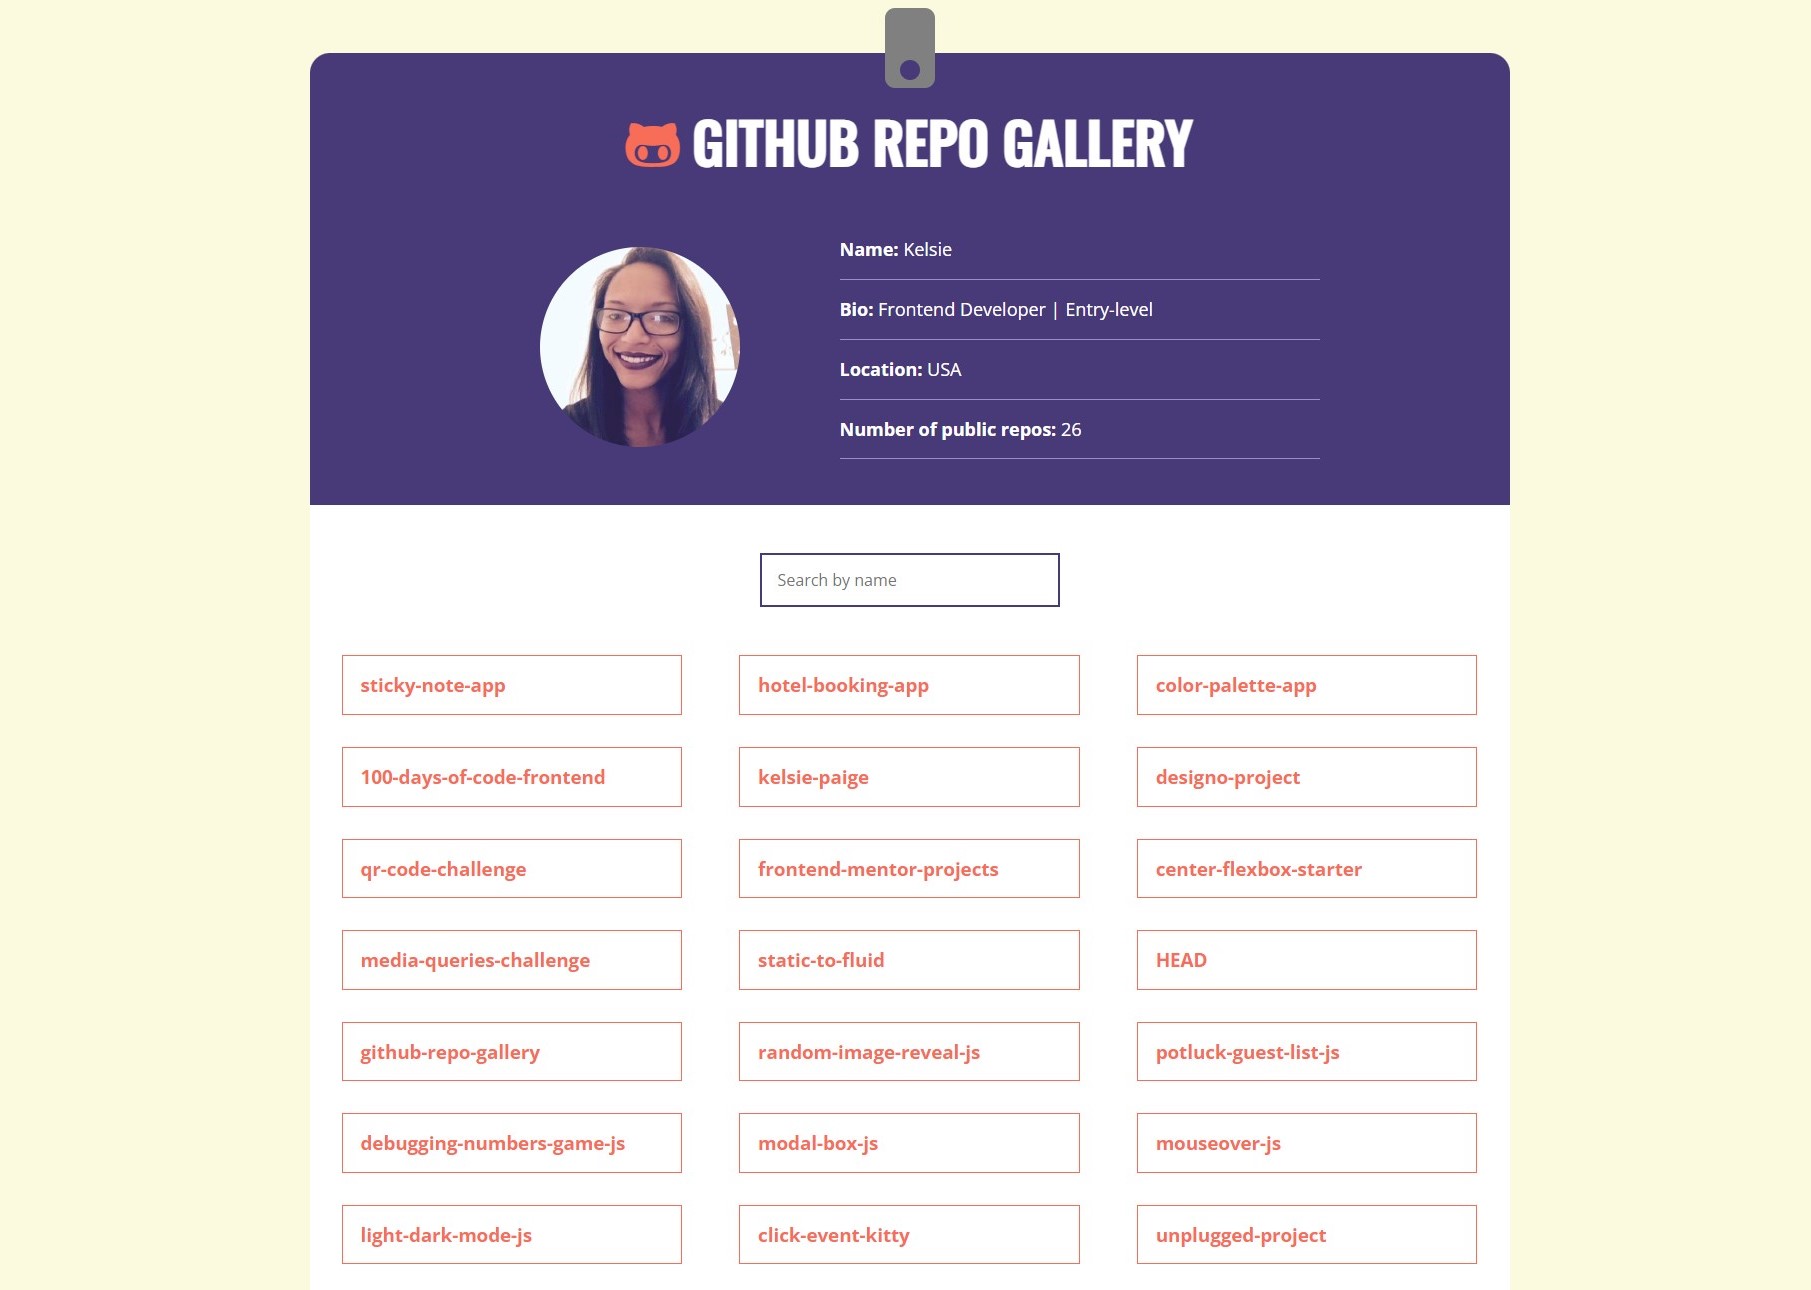 GITHUB REPO GALLERY
Name: Kelsie
Bio: Frontend Developer | Entry-level
Location: USA
Number of public repos: 26
Search by name
sticky-note-app
hotel-booking-app
color-palette-app
100-days-of-code-frontend
kelsie-paige
designo-project
qr-code-challenge
frontend-mentor-projects
center-flexbox-starter
media-queries-challenge
static-to-fluid
HEAD
github-repo-gallery
random-image-reveal-js
potluck-guest-list-js
debugging-numbers-game-js
modal-box-js
mouseover-js
light-dark-mode-js
click-event-kitty
unplugged-project